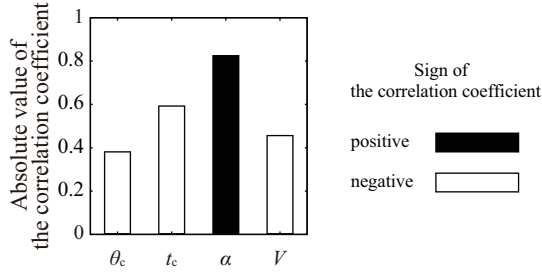 Absolute value of
the correlation coefficient
1
0.8
0.6
0.4
0.2
0
θc tc α V
Sign of
the correlation coefficient
positive
negative